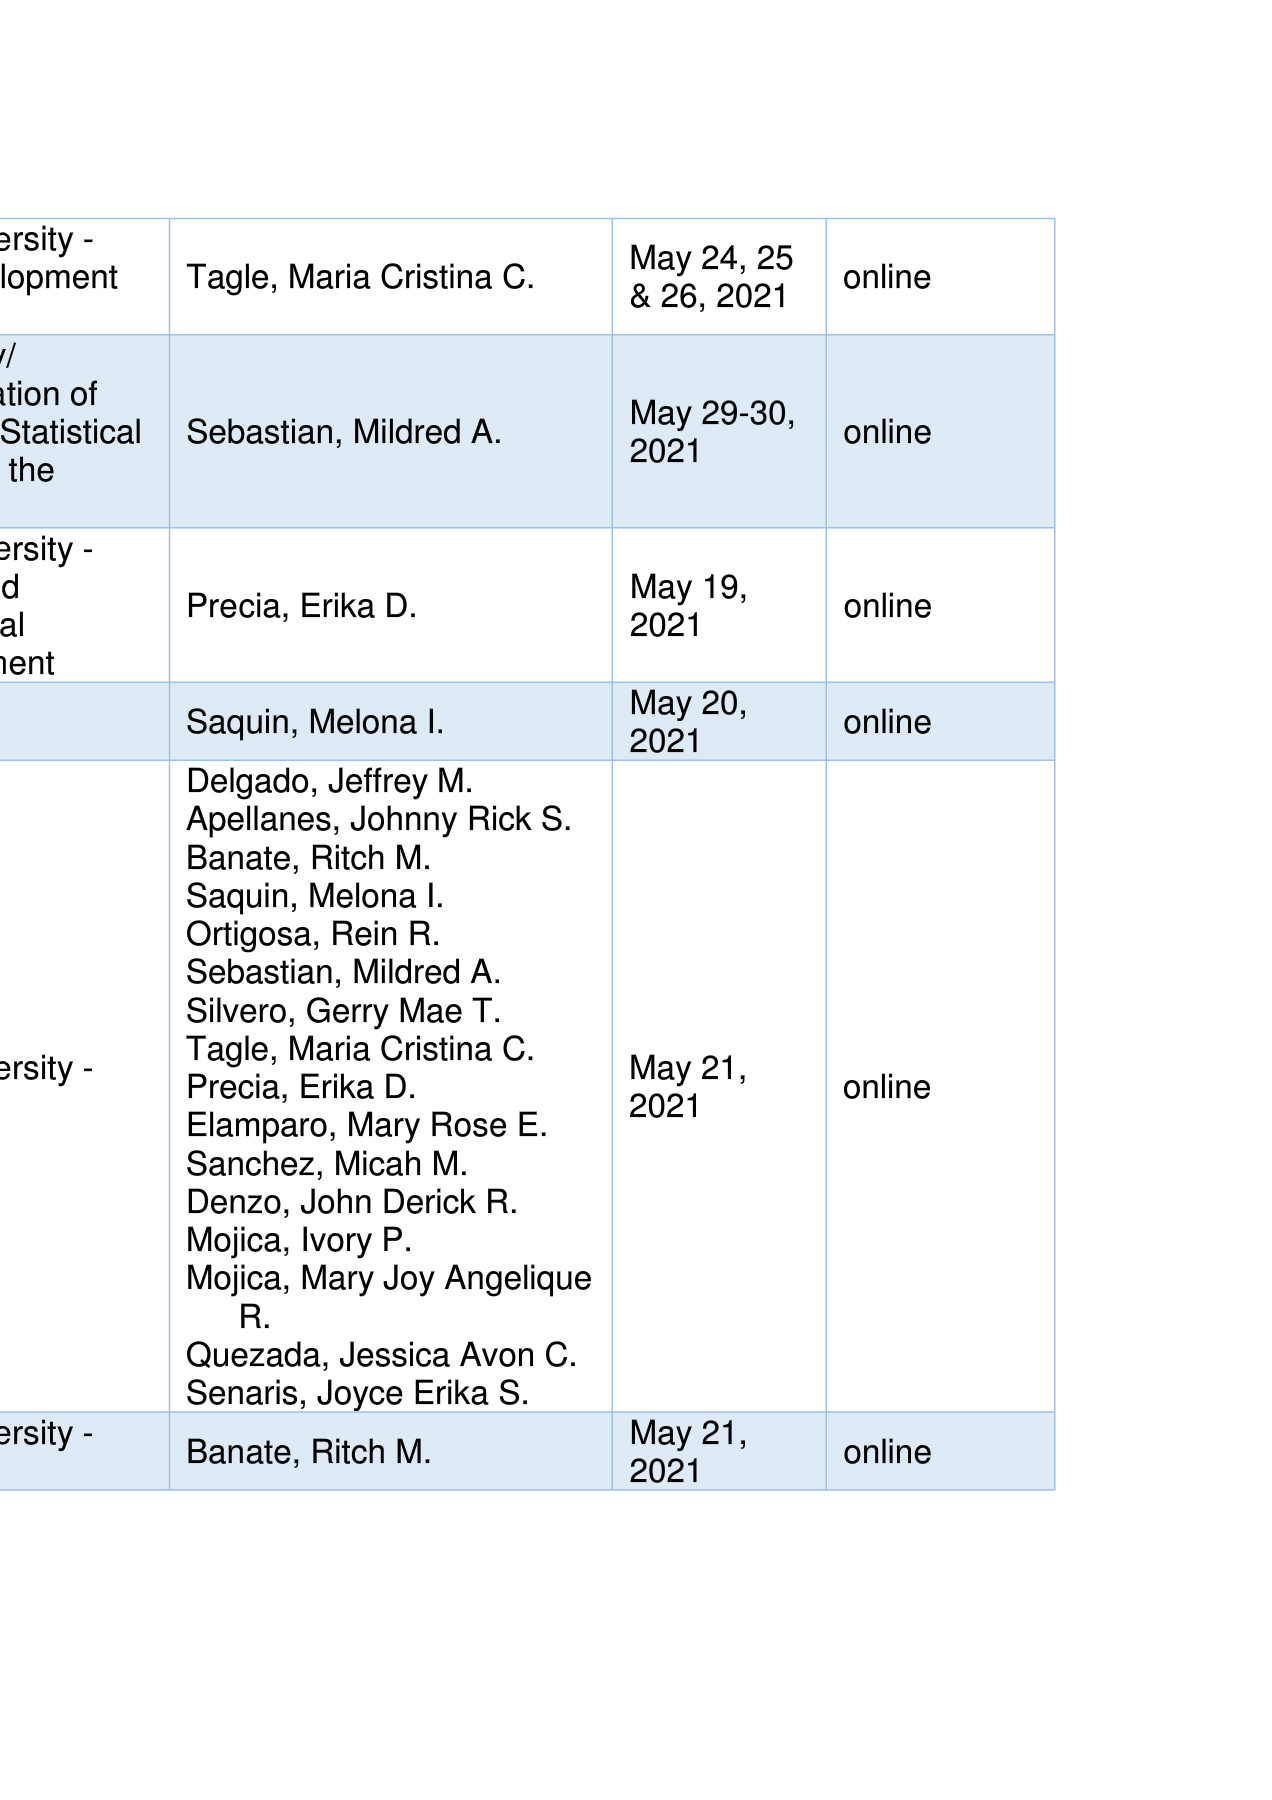 ersity -
lopment
Tagle, Maria Cristina C.
May 24, 25
& 26, 2021
online
y/
ation of
Statistical
the
Sebastian, Mildred A.
May 29-30,
2021
online
ersity -
d
al
nent
Precia, Erika D.
May 19,
2021
online
Saquin, Melona I.
May 20,
2021
online
ersity -
Delgado, Jeffrey M.
Apellanes, Johnny Rick S.
Banate, Ritch M.
Saquin, Melona I.
Ortigosa, Rein R.
Sebastian, Mildred A.
Silvero, Gerry Mae T.
Tagle, Maria Cristina C.
Precia, Erika D.
Elamparo, Mary Rose E.
Sanchez, Micah M.
Denzo, John Derick R.
Mojica, Ivory P.
Mojica, Mary Joy Angelique
R.
Quezada, Jessica Avon C.
Senaris, Joyce Erika S.
May 21,
2021
online
ersity -
Banate, Ritch M.
May 21,
2021
online